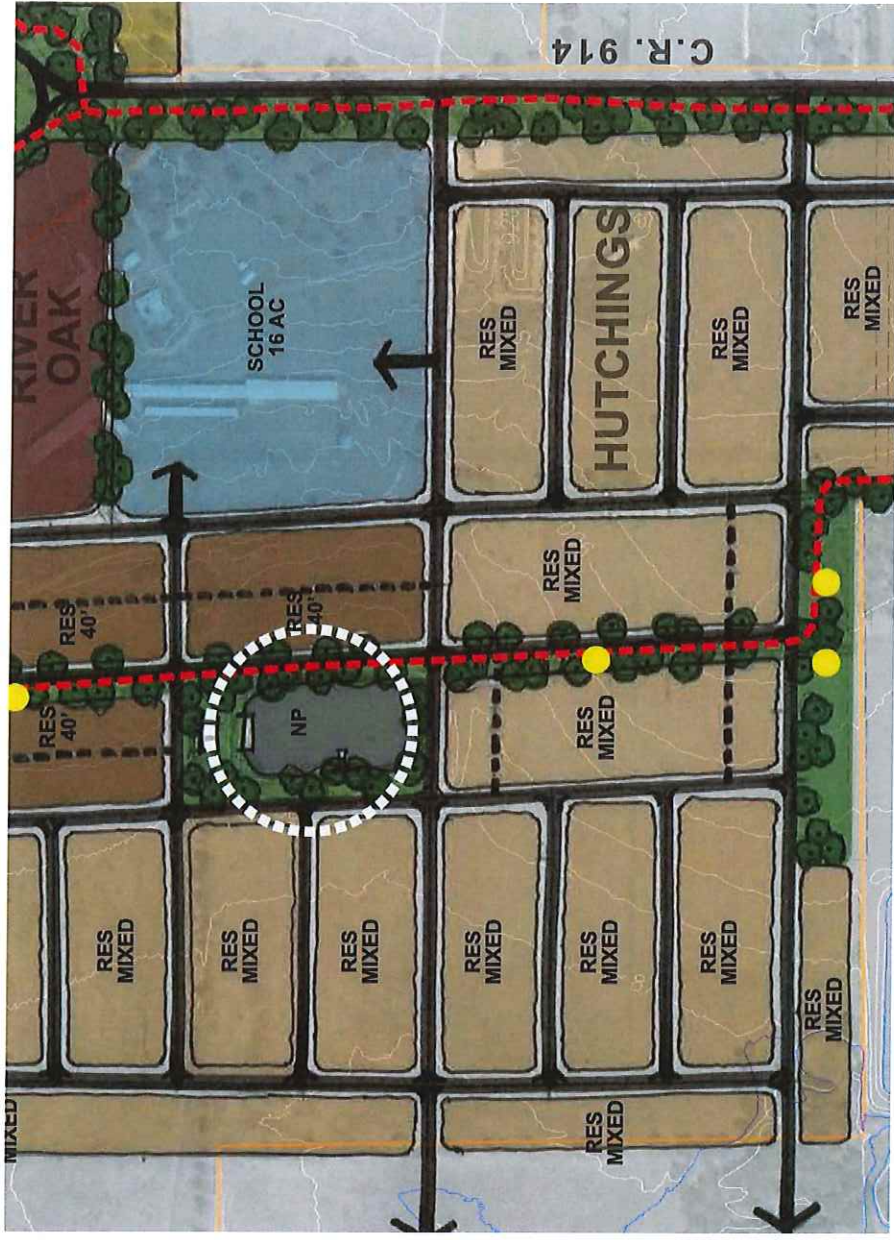 C.R. 914
RIVER
OAK
SCHOOL
16 AC
RES
MIXED
HUTCHINGS
RES
MIXED
RES
MIXED
RES
40'
RES
40'
RES
40'
NP
RES
MIXED
RES
MIXED
RES
MIXED
RES
MIXED
RES
MIXED
RES
MIXED
RES
MIXED
RES
MIXED
RES
MIXED
RES
MIXED
MIXED